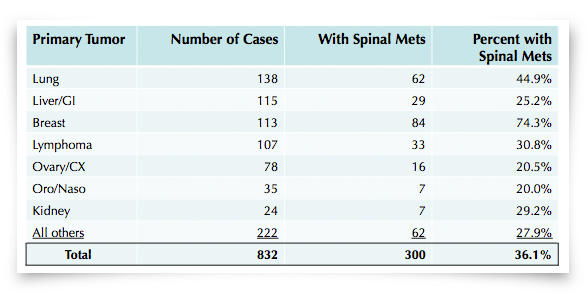 Primary Tumor Number of Cases With Spinal Mets Percent with
Spinal Mets
Lung 138 62 44.9%
Liver/GI 115 29 25.2%
Breast 113 84 74.3%
Lymphoma 107 33 30.8%
Ovary/CX 78 16 20.5%
Oro/Naso 35 7 20.0%
Kidney 24 7 29.2%
All others 222 62 27.9%
Total 832 300 36.1%